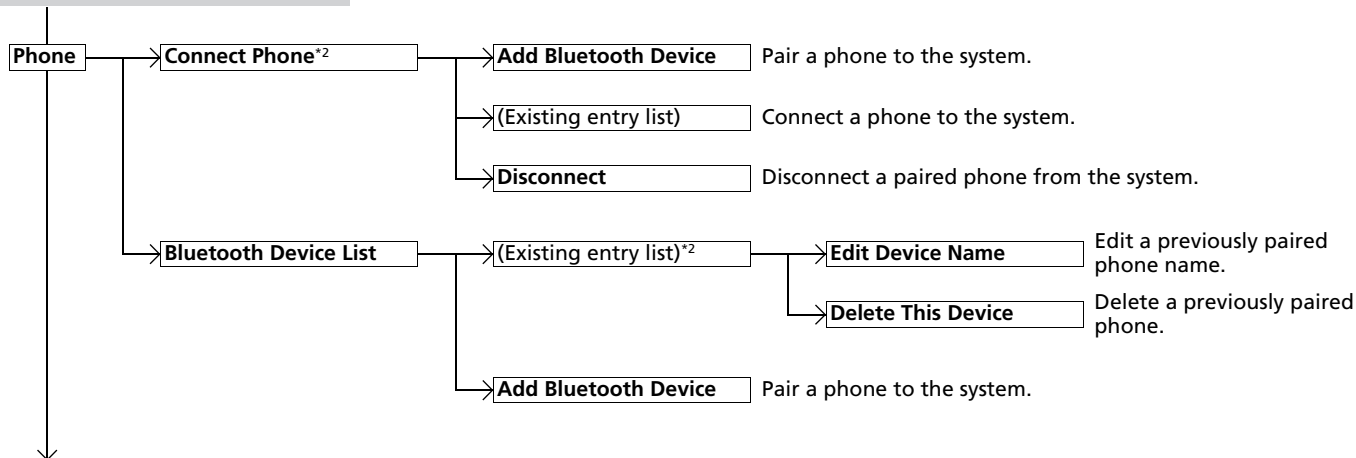 Phone
Connect Phone*2
Add Bluetooth Device
Pair a phone to the system.
(Existing entry list)
Connect a phone to the system.
Disconnect
Disconnect a paired phone from the system.
Bluetooth Device List
(Existing entry list)*2
Edit Device Name
Edit a previously paired
phone name.
Delete This Device
Delete a previously paired
phone.
Add Bluetooth Device
Pair a phone to the system.